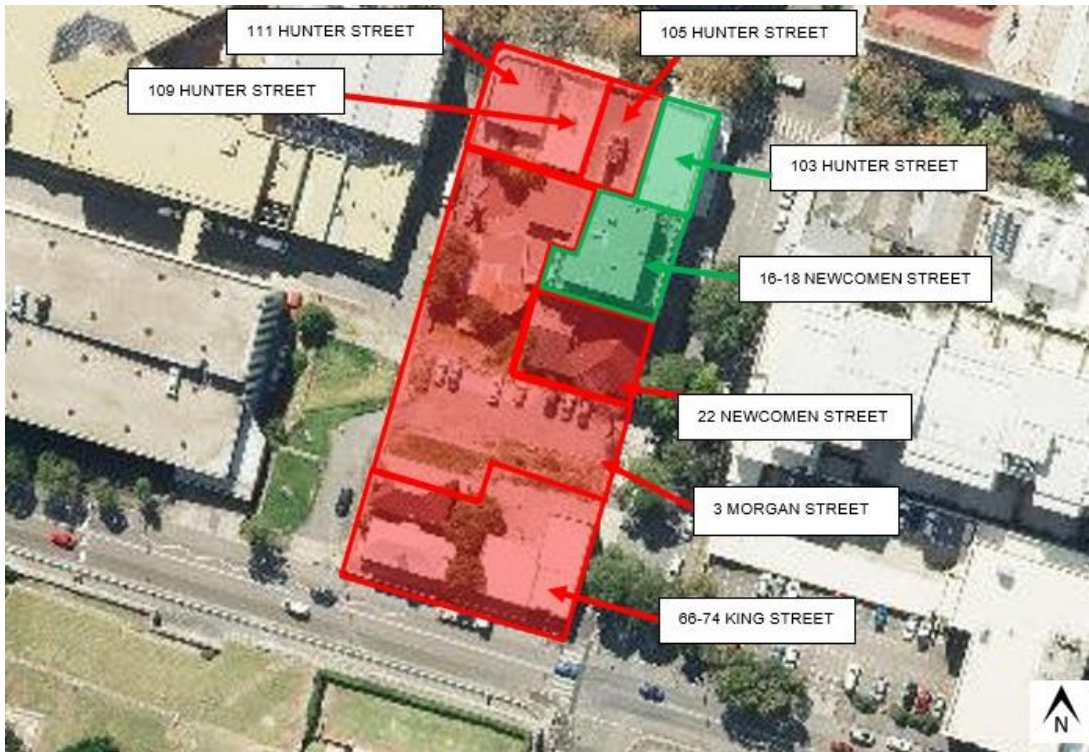 111 HUNTER STREET
105 HUNTER STREET
109 HUNTER STREET
103 HUNTER STREET
16-18 NEWCOMEN STREET
22 NEWCOMEN STREET
3 MORGAN STREET
66-74 KING STREET
N